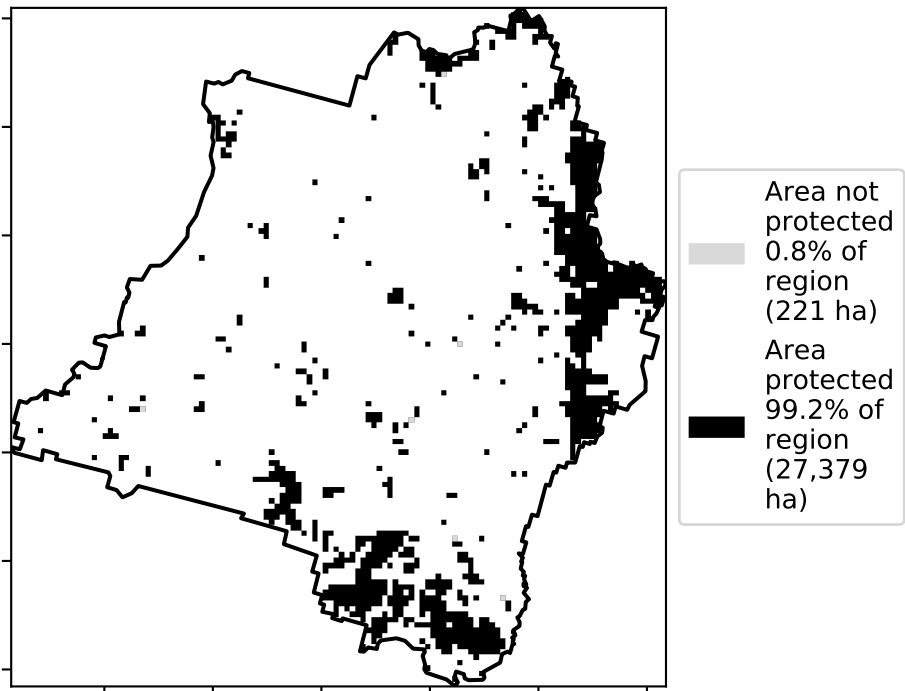 Area not
protected
0.8% of
region
(221 ha)
Area
protected
99.2% of
region
(27,379
ha)